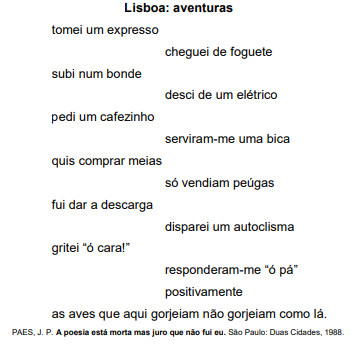 Lisboa: aventuras
tomei um expresso
cheguei de foguete
subi num bonde
desci de um elétrico
pedi um cafezinho
serviram-me uma bica
quis comprar meias
só vendiam peúgas
fui dar a descarga
disparei um autoclisma
gritei “ó cara!”
responderam-me “ó pá”
positivamente
as aves que aqui gorjeiam não gorjeiam como lá.
PAES, J. P. A poesia está morta mas juro que não fui eu. São Paulo: Duas Cidades, 1988.